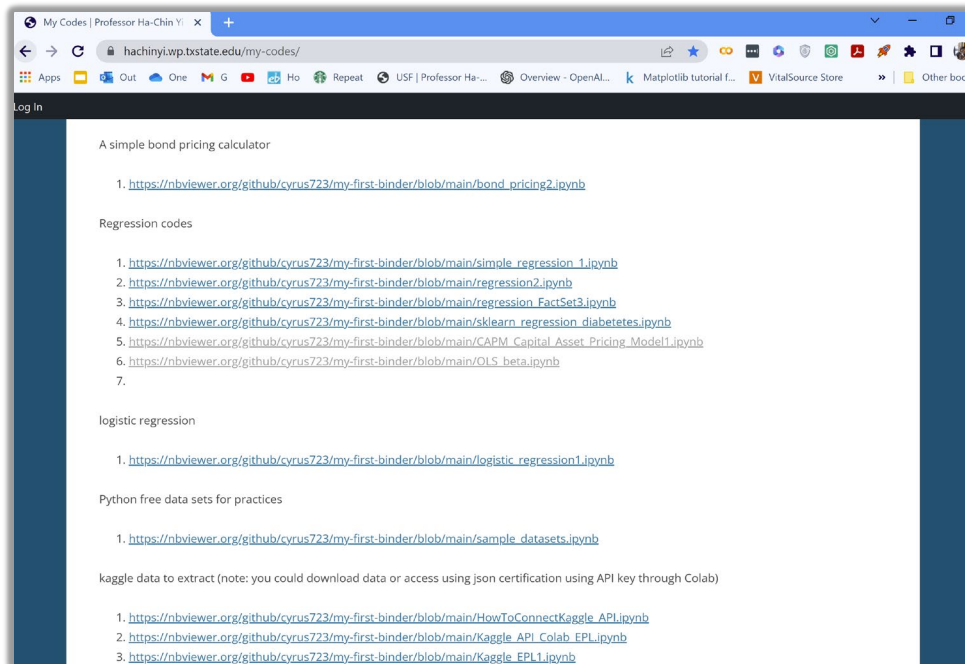 My Codes | Professor Ha-Chin Yi
hachinyi.wp.txstate.edu/my-codes/
Apps Out One G Ho Repeat USF | Professor Ha-... Overview - OpenAI... Matplotlib tutorial f... VitalSource Store » Other boo
Log In
A simple bond pricing calculator
1. https://nbviewer.org/github/cyrus723/my-first-binder/blob/main/bond_pricing2.ipynb
Regression codes
1. https://nbviewer.org/github/cyrus723/my-first-binder/blob/main/simple_regression_1.ipynb
2. https://nbviewer.org/github/cyrus723/my-first-binder/blob/main/regression2.ipynb
3. https://nbviewer.org/github/cyrus723/my-first-binder/blob/main/regression_FactSet3.ipynb
4. https://nbviewer.org/github/cyrus723/my-first-binder/blob/main/sklearn_regression_diabetetes.ipynb
5. https://nbviewer.org/github/cyrus723/my-first-binder/blob/main/CAPM_Capital_Asset_Pricing_Model1.ipynb
6. https://nbviewer.org/github/cyrus723/my-first-binder/blob/main/OLS_beta.ipynb
7.
logistic regression
1. https://nbviewer.org/github/cyrus723/my-first-binder/blob/main/logistic_regression1.ipynb
Python free data sets for practices
1. https://nbviewer.org/github/cyrus723/my-first-binder/blob/main/sample_datasets.ipynb
kaggle data to extract (note: you could download data or access using json certification using API key through Colab)
1. https://nbviewer.org/github/cyrus723/my-first-binder/blob/main/HowToConnectKaggle_API.ipynb
2. https://nbviewer.org/github/cyrus723/my-first-binder/blob/main/Kaggle_API_Colab_EPL.ipynb
3. https://nbviewer.org/github/cyrus723/my-first-binder/blob/main/Kaggle_EPL1.ipynb